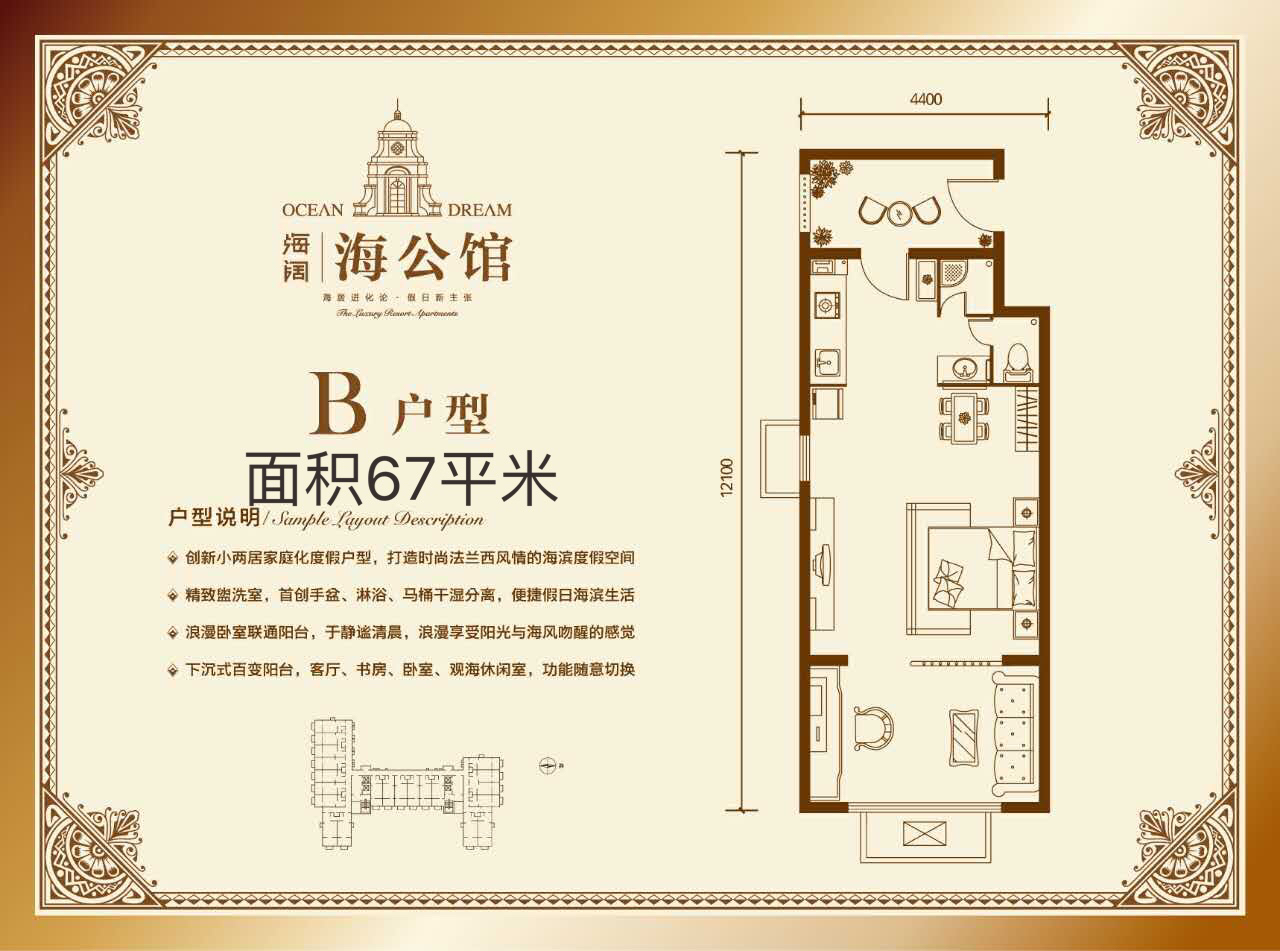 OCEAN DREAM
海阔 海公馆
海居进化论·假日新主张
The Luxury Resort Apartments
B 户型
面积67平米
户型说明/Sample Layout Description
创新小两居家庭化度假户型，打造时尚法兰西风情的海滨度假空间
精致盥洗室，首创手盆、淋浴、马桶干湿分离，便捷假日海滨生活
浪漫卧室联通阳台，于静谧清晨，浪漫享受阳光与海风吻醒的感觉
下沉式百变阳台，客厅、书房、卧室、观海休闲室，功能随意切换
4400
12100